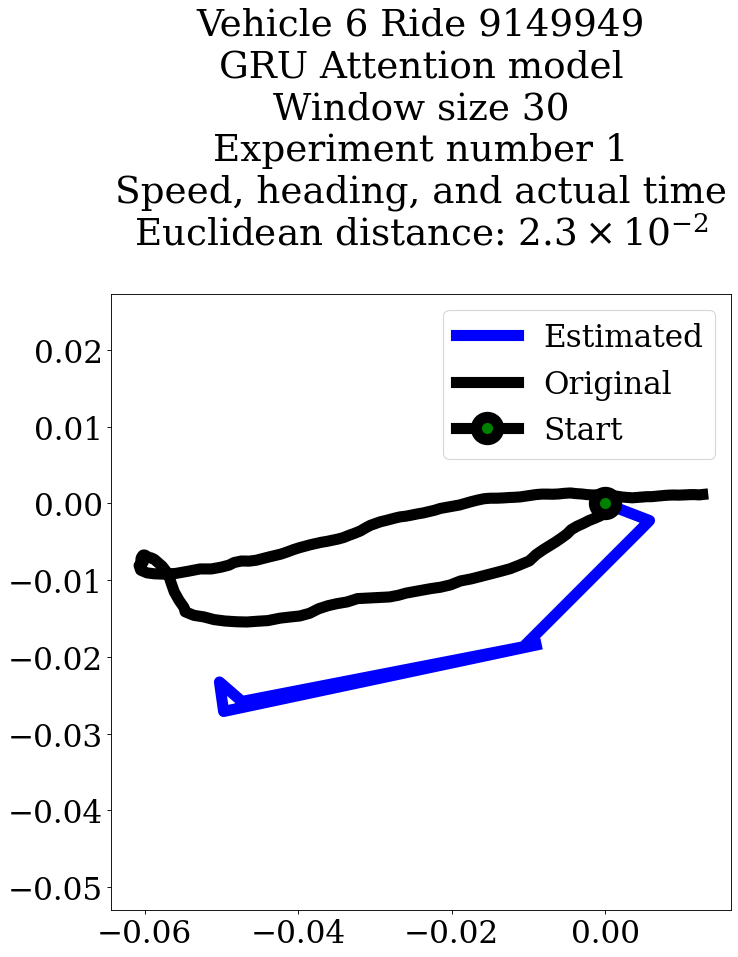 Vehicle 6 Ride 9149949
GRU Attention model
Window size 30
Experiment number 1
Speed, heading, and actual time
Euclidean distance: 2.3 × 10⁻²
Estimated
Original
Start
0.02
0.01
0.00
−0.01
−0.02
−0.03
−0.04
−0.05
−0.06 −0.04 −0.02 0.00